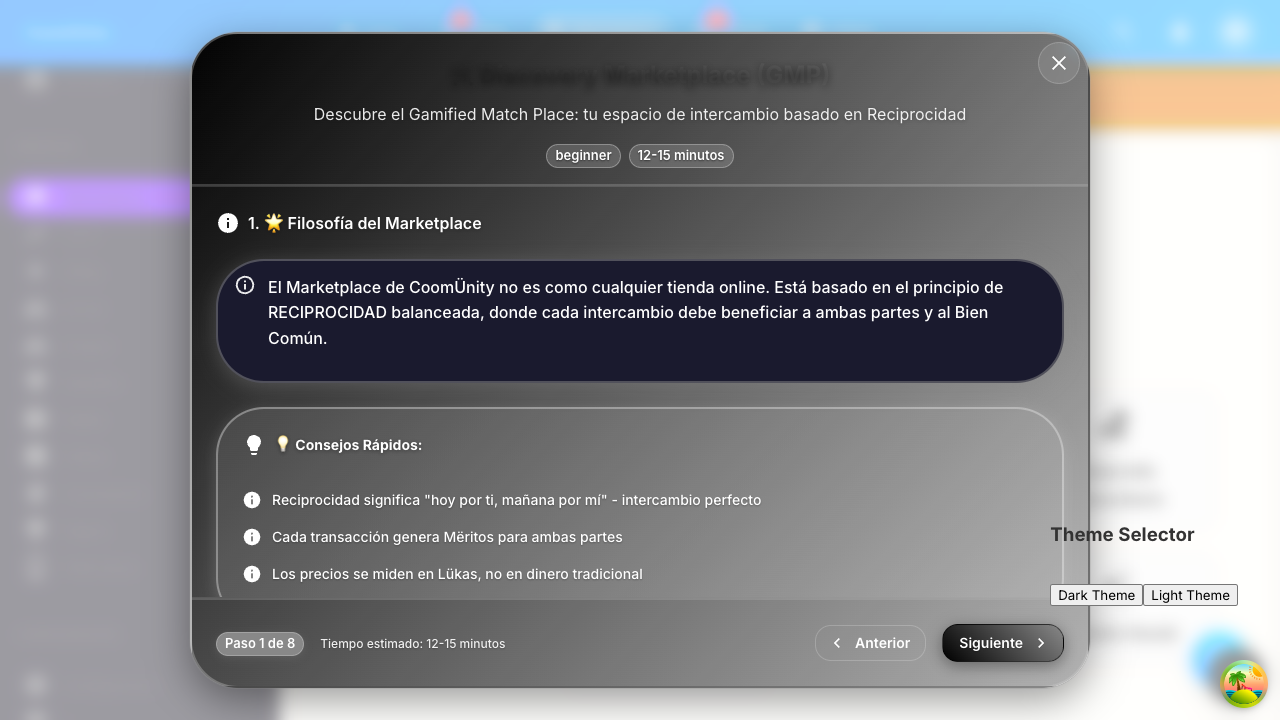 Discovery Marketplace (GMP)
Descubre el Gamified Match Place: tu espacio de intercambio basado en Reciprocidad
beginner
12-15 minutos
1. 🌟 Filosofía del Marketplace
El Marketplace de CoomÜnity no es como cualquier tienda online. Está basado en el principio de
RECIPROCIDAD balanceada, donde cada intercambio debe beneficiar a ambas partes y al Bien
Común.
💡 Consejos Rápidos:
Reciprocidad significa "hoy por ti, mañana por mí" - intercambio perfecto
Cada transacción genera Mëritos para ambas partes
Los precios se miden en Lükas, no en dinero tradicional
Theme Selector
Dark Theme
Light Theme
Paso 1 de 8
Tiempo estimado: 12-15 minutos
Anterior
Siguiente